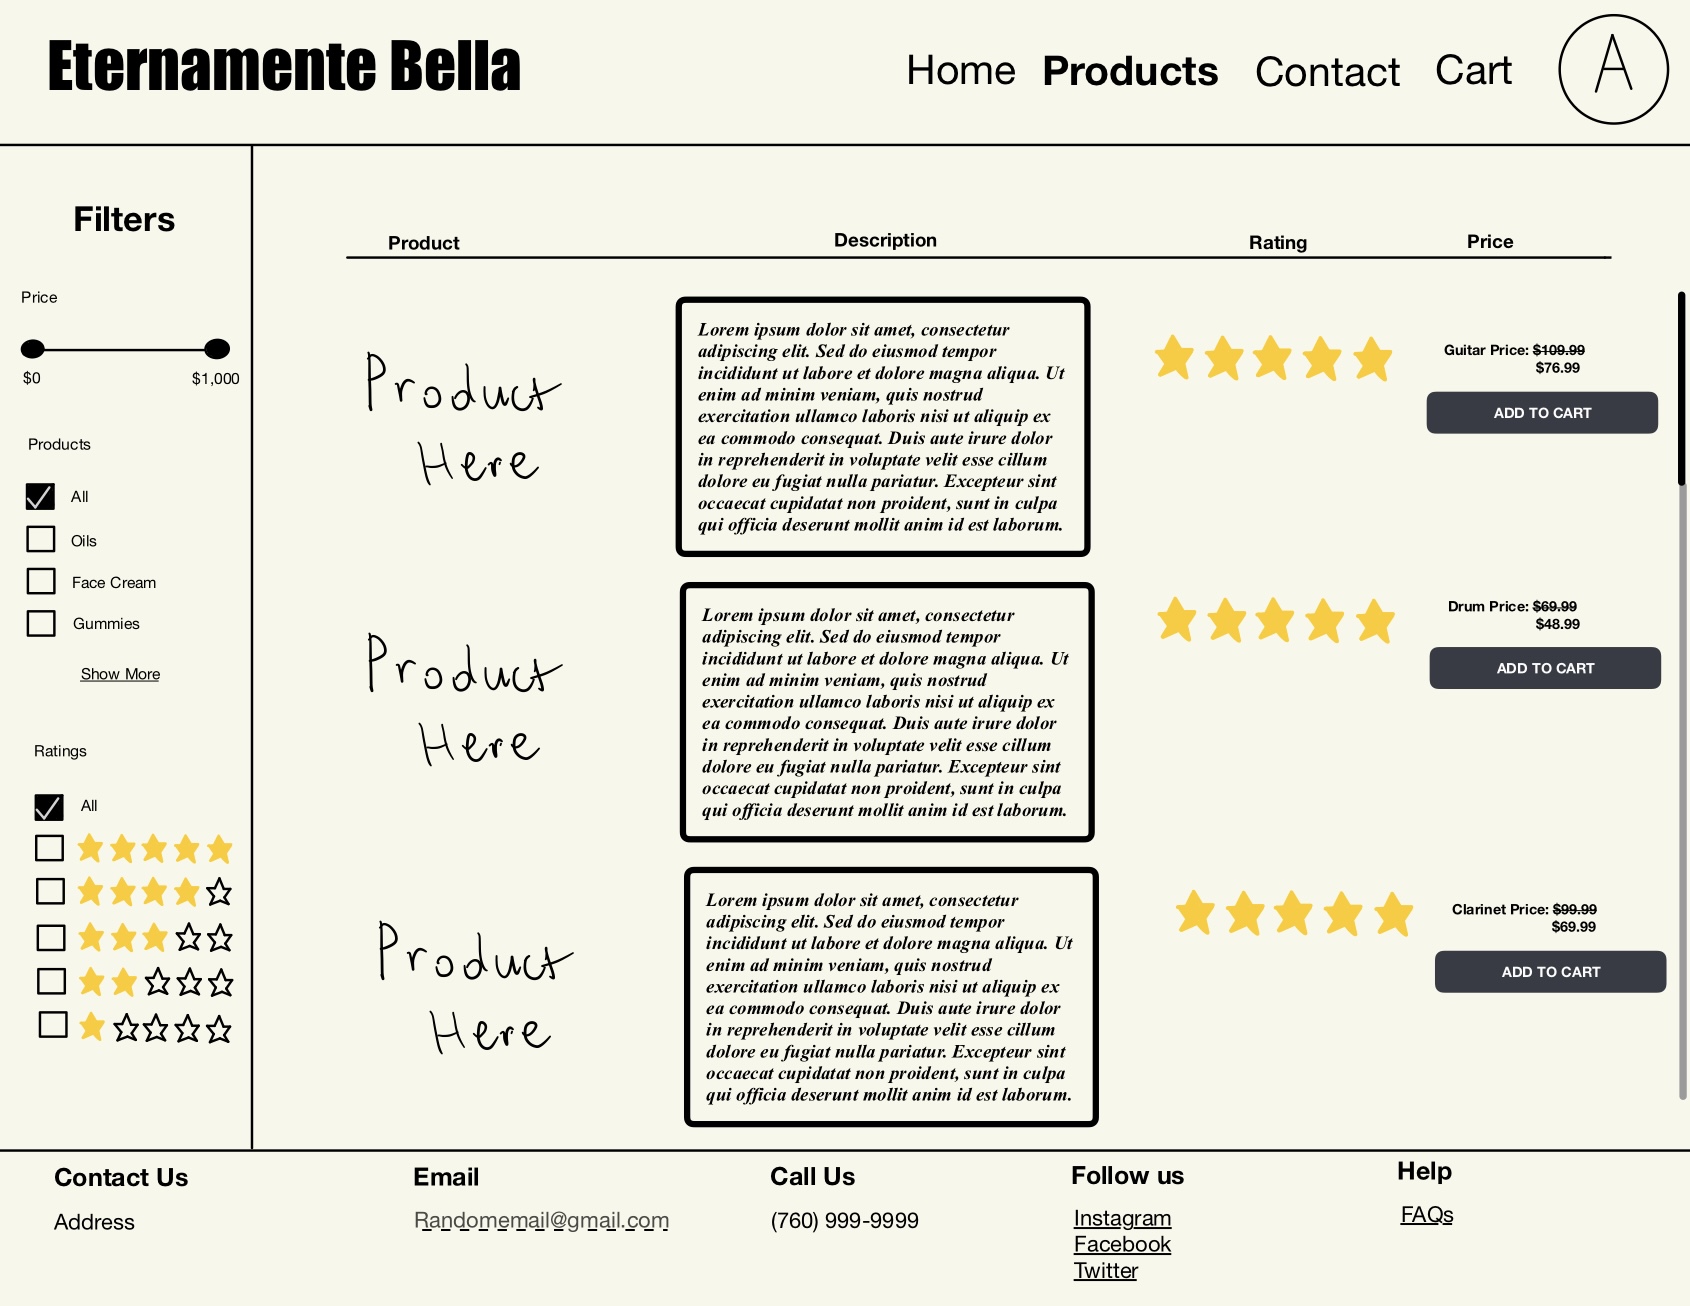 Eternamente Bella
Home Products Contact Cart A
Filters
Price
$0 $1,000
Products
All
Oils
Face Cream
Gummies
Show More
Ratings
All
Product Description Rating Price
Product
Here
Lorem ipsum dolor sit amet, consectetur
adipiscing elit. Sed do eiusmod tempor
incididunt ut labore et dolore magna aliqua. Ut
enim ad minim veniam, quis nostrud
exercitation ullamco laboris nisi ut aliquip ex
ea commodo consequat. Duis aute irure dolor
in reprehenderit in voluptate velit esse cillum
dolore eu fugiat nulla pariatur. Excepteur sint
occaecat cupidatat non proident, sunt in culpa
qui officia deserunt mollit anim id est laborum.
Guitar Price: $109.99
$76.99
ADD TO CART
Product
Here
Lorem ipsum dolor sit amet, consectetur
adipiscing elit. Sed do eiusmod tempor
incididunt ut labore et dolore magna aliqua. Ut
enim ad minim veniam, quis nostrud
exercitation ullamco laboris nisi ut aliquip ex
ea commodo consequat. Duis aute irure dolor
in reprehenderit in voluptate velit esse cillum
dolore eu fugiat nulla pariatur. Excepteur sint
occaecat cupidatat non proident, sunt in culpa
qui officia deserunt mollit anim id est laborum.
Drum Price: $69.99
$48.99
ADD TO CART
Product
Here
Lorem ipsum dolor sit amet, consectetur
adipiscing elit. Sed do eiusmod tempor
incididunt ut labore et dolore magna aliqua. Ut
enim ad minim veniam, quis nostrud
exercitation ullamco laboris nisi ut aliquip ex
ea commodo consequat. Duis aute irure dolor
in reprehenderit in voluptate velit esse cillum
dolore eu fugiat nulla pariatur. Excepteur sint
occaecat cupidatat non proident, sunt in culpa
qui officia deserunt mollit anim id est laborum.
Clarinet Price: $99.99
$69.99
ADD TO CART
Contact Us
Address
Email
Randomemail@gmail.com
Call Us
(760) 999-9999
Follow us
Instagram
Facebook
Twitter
Help
FAQs